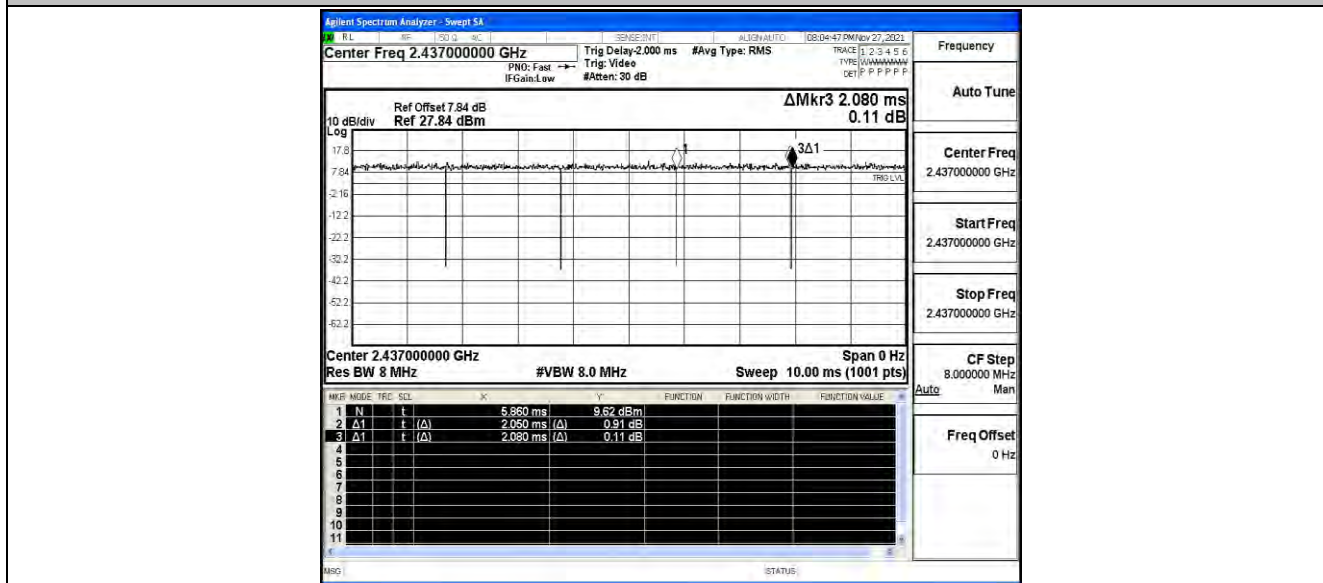 Agilent Spectrum Analyzer - Swept SA
RL RF 50 Ω AC SENSE:INT ALIGN AUTO 08:04:47 PM Nov 27, 2021
Center Freq 2.437000000 GHz
PNO: Fast
IFGain:Low
Trig Delay-2.000 ms
Trig: Video
#Atten: 30 dB
#Avg Type: RMS
TRACE 1 2 3 4 5 6
TYPE WWWWWW
DET P P P P P P
Ref Offset 7.84 dB
10 dB/div Ref 27.84 dBm
Log
ΔMkr3 2.080 ms
0.11 dB
17.8
7.84
-2.16
-12.2
-22.2
-32.2
-42.2
-52.2
-62.2
1
3Δ1
TRIG LVL
Center 2.437000000 GHz Span 0 Hz
Res BW 8 MHz #VBW 8.0 MHz Sweep 10.00 ms (1001 pts)
MKR MODE TRC SCL X Y FUNCTION FUNCTION WIDTH FUNCTION VALUE
1 N t 5.860 ms 9.62 dBm
2 Δ1 t (Δ) 2.050 ms (Δ) 0.91 dB
3 Δ1 t (Δ) 2.080 ms (Δ) 0.11 dB
4
5
6
7
8
9
10
11
MSG STATUS
Frequency
Auto Tune
Center Freq
2.437000000 GHz
Start Freq
2.437000000 GHz
Stop Freq
2.437000000 GHz
CF Step
8.000000 MHz
Auto Man
Freq Offset
0 Hz